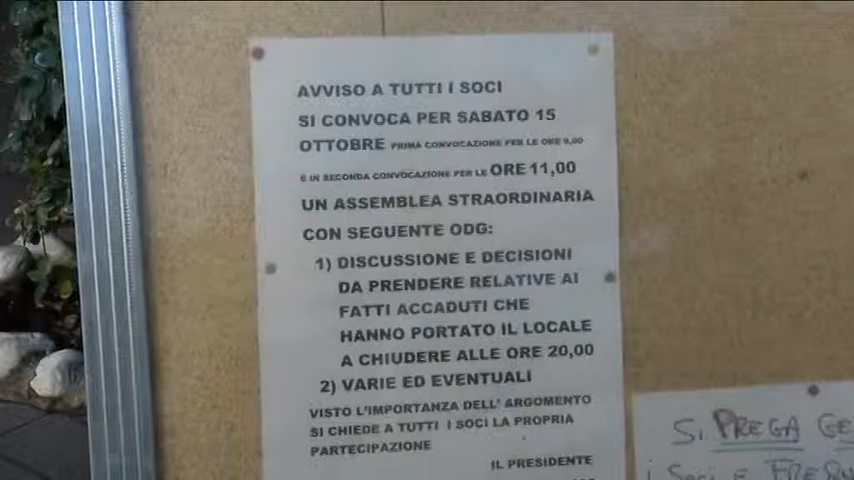 AVVISO A TUTTI I SOCI
SI CONVOCA PER SABATO 15
OTTOBRE PRIMA CONVOCAZIONE PER LE ORE 9,00
E IN SECONDA CONVOCAZIONE PER LE ORE 11,00
UN ASSEMBLEA STRAORDINARIA
CON SEGUENTE ODG:
1) DISCUSSIONE E DECISIONI
DA PRENDERE RELATIVE AI
FATTI ACCADUTI CHE
HANNO PORTATO IL LOCALE
A CHIUDERE ALLE ORE 20,00
2) VARIE ED EVENTUALI
VISTO L'IMPORTANZA DELL' ARGOMENTO
SI CHIEDE A TUTTI I SOCI LA PROPRIA
PARTECIPAZIONE
IL PRESIDENTE
SI PREGA
i Soci E